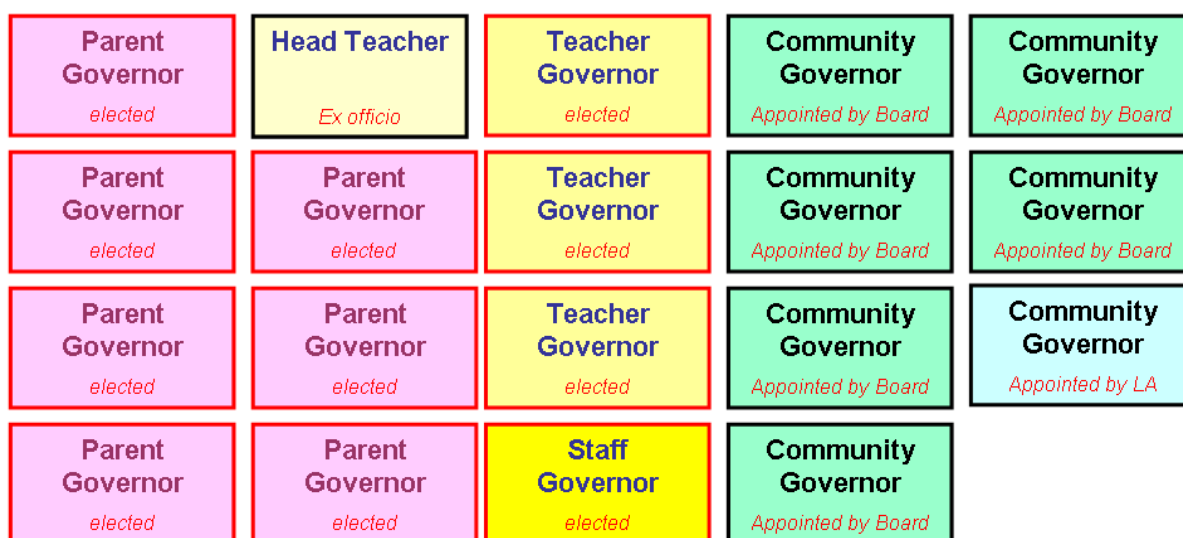 Parent
Governor
elected
Head Teacher
Ex officio
Teacher
Governor
elected
Community
Governor
Appointed by Board
Community
Governor
Appointed by Board
Parent
Governor
elected
Parent
Governor
elected
Teacher
Governor
elected
Community
Governor
Appointed by Board
Community
Governor
Appointed by Board
Parent
Governor
elected
Parent
Governor
elected
Teacher
Governor
elected
Community
Governor
Appointed by Board
Community
Governor
Appointed by LA
Parent
Governor
elected
Parent
Governor
elected
Staff
Governor
elected
Community
Governor
Appointed by Board